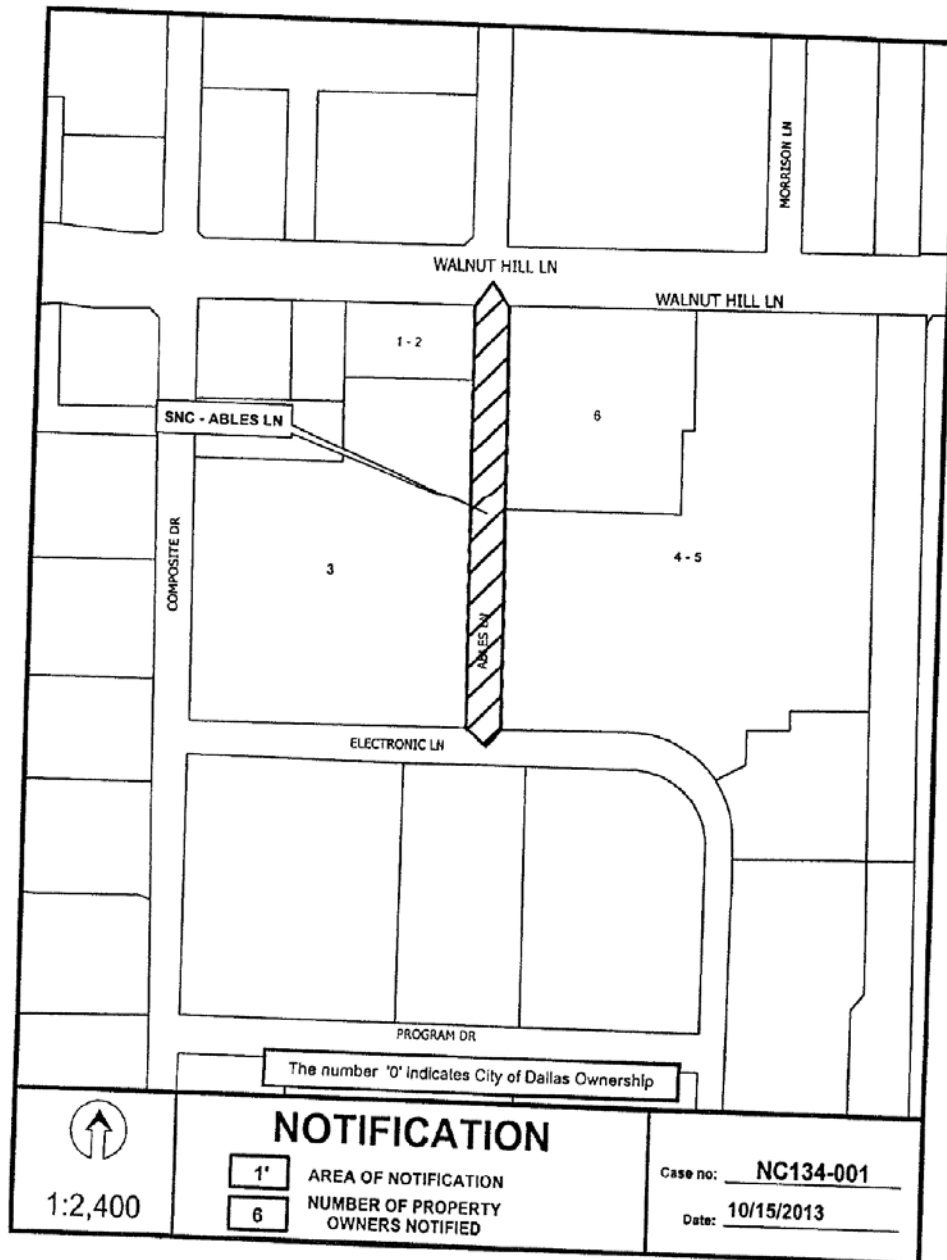 MORRISON LN
WALNUT HILL LN
WALNUT HILL LN
1 - 2
6
SNC - ABLES LN
COMPOSITE DR
3
4 - 5
ABLES LN
ELECTRONIC LN
PROGRAM DR
The number '0' indicates City of Dallas Ownership
1:2,400
NOTIFICATION
1' AREA OF NOTIFICATION
6 NUMBER OF PROPERTY
OWNERS NOTIFIED
Case no: NC134-001
Date: 10/15/2013